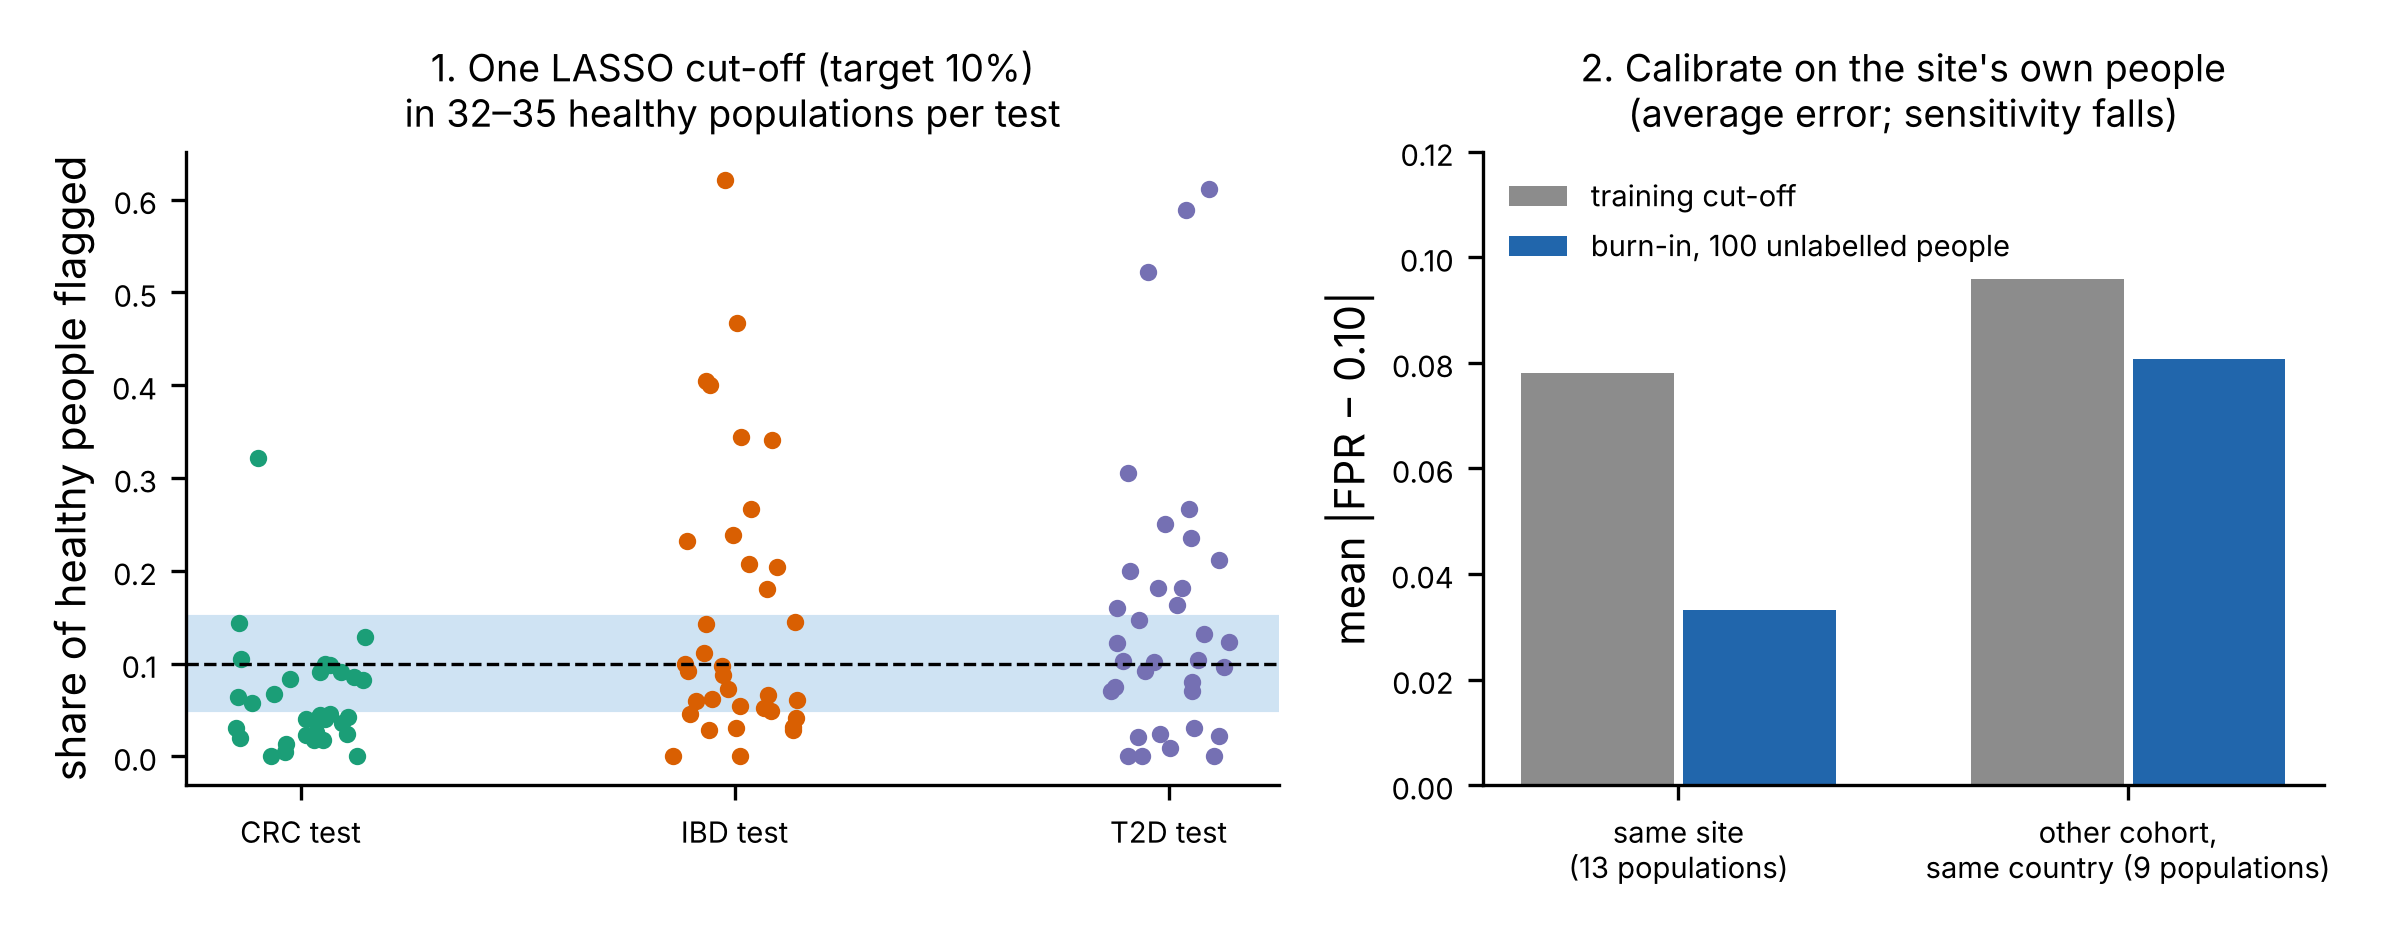 1. One LASSO cut-off (target 10%)
in 32–35 healthy populations per test
share of healthy people flagged
0.6
0.5
0.4
0.3
0.2
0.1
0.0
CRC test
IBD test
T2D test
2. Calibrate on the site's own people
(average error; sensitivity falls)
mean |FPR − 0.10|
0.12
0.10
0.08
0.06
0.04
0.02
0.00
training cut-off
burn-in, 100 unlabelled people
same site
(13 populations)
other cohort,
same country (9 populations)